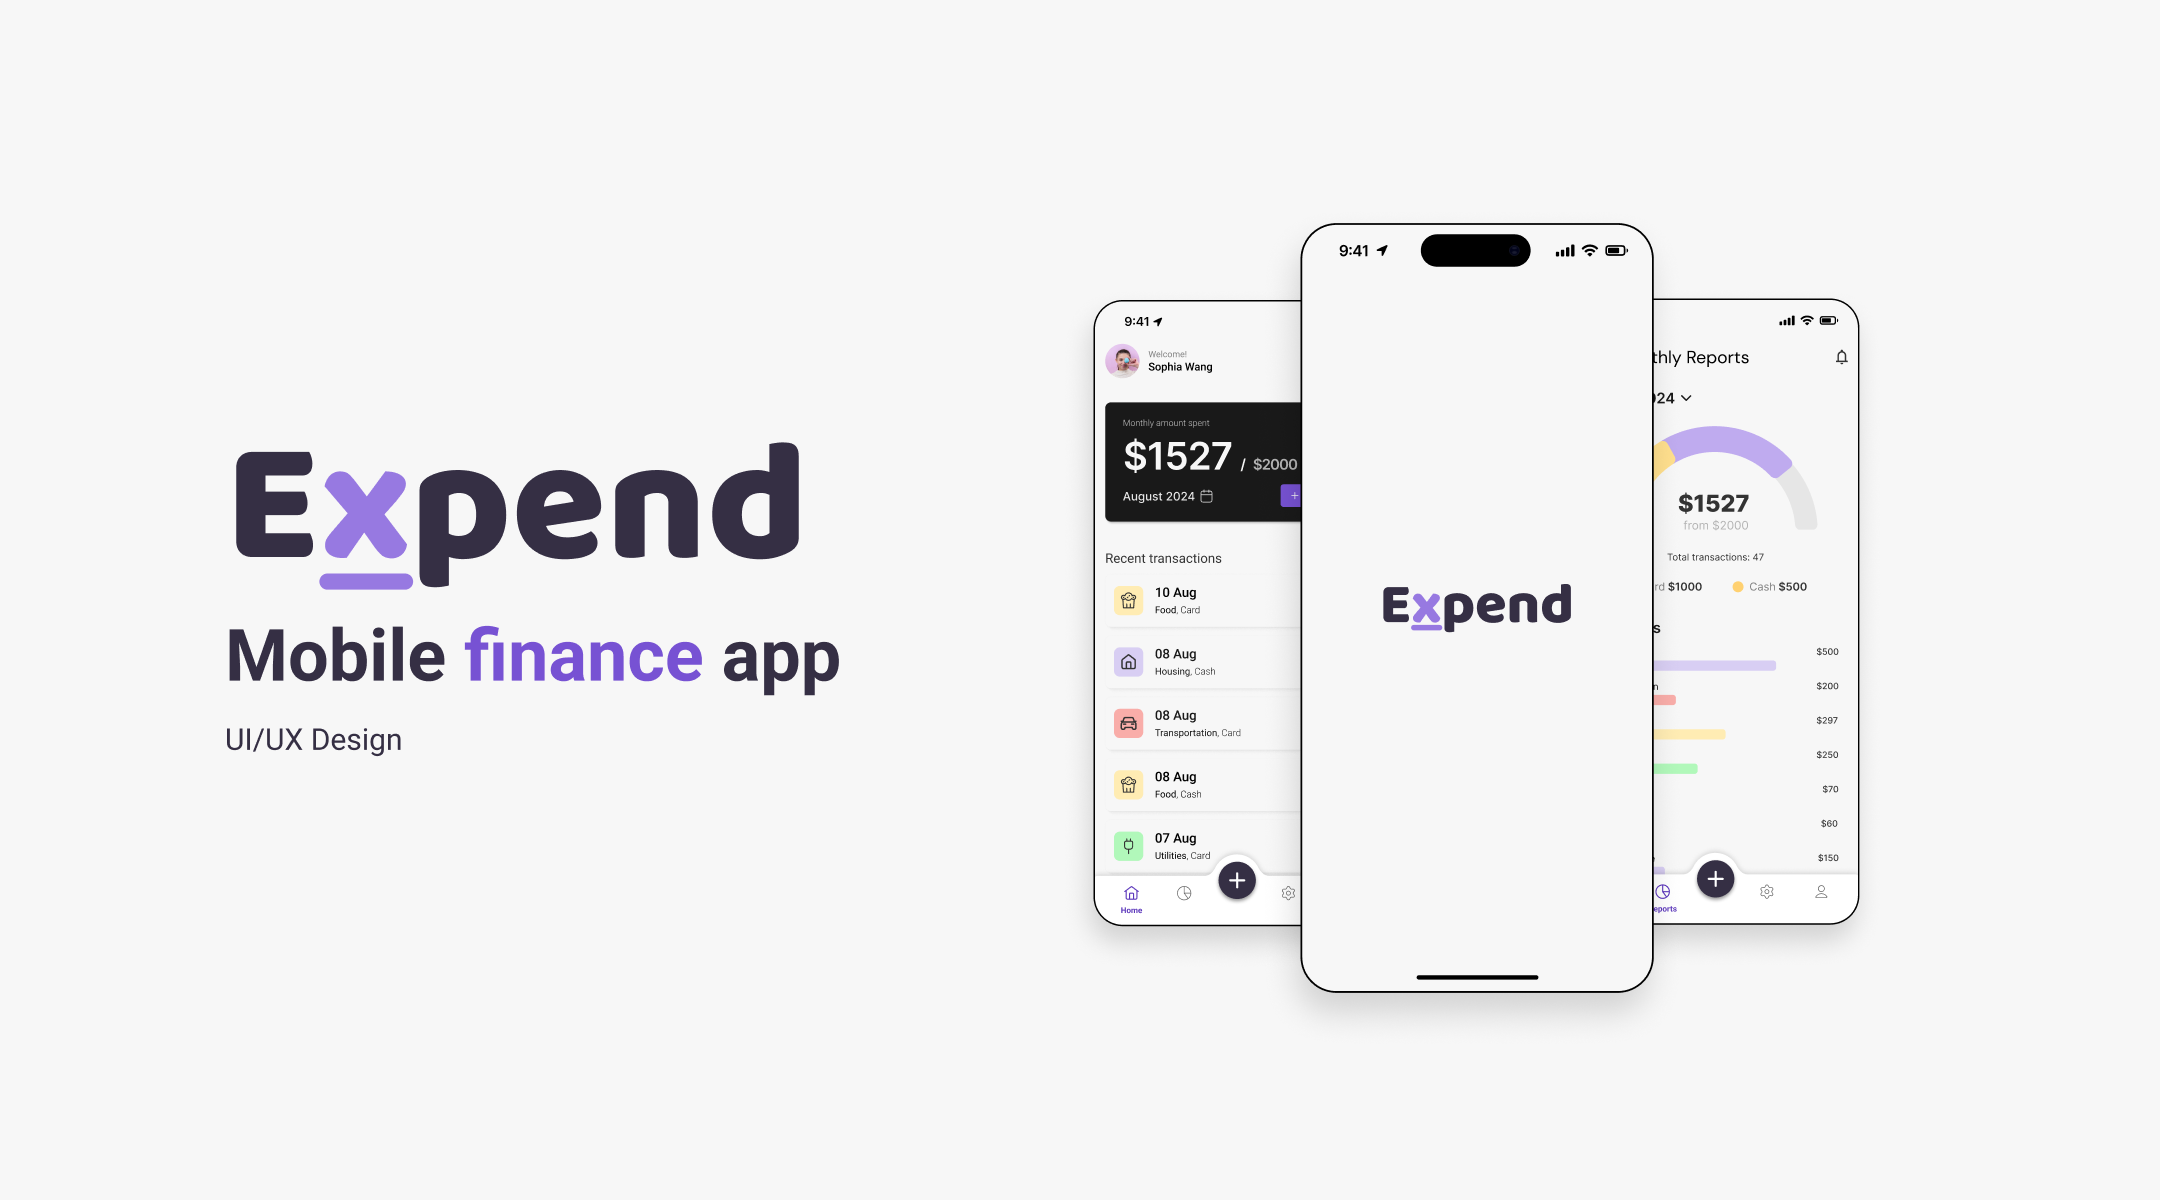 Expend
Mobile finance app
UI/UX Design
9:41
Welcome!
Sophia Wang
Monthly amount spent
$1527 / $2000
August 2024
+
Recent transactions
10 Aug
Food, Card
08 Aug
Housing, Cash
08 Aug
Transportation, Card
08 Aug
Food, Cash
07 Aug
Utilities, Card
+
Home
9:41
Expend
thly Reports
024
$1527
from $2000
Total transactions: 47
rd $1000
Cash $500
s
$500
n
$200
$297
$250
$70
$60
$150
+
eports